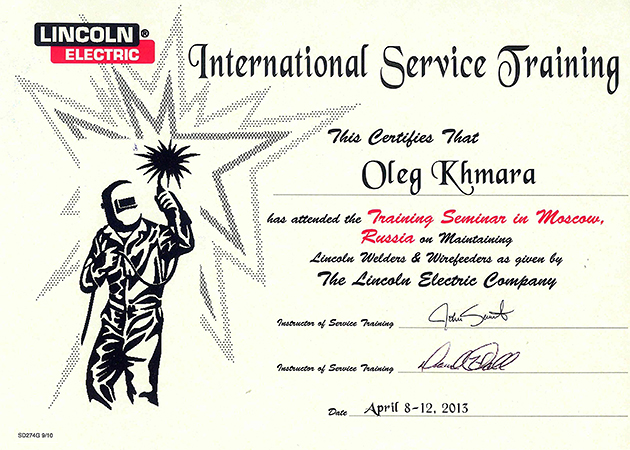 LINCOLN ®
ELECTRIC
International Service Training
This Certifies That
Oleg Khmara
has attended the Training Seminar in Moscow,
Russia on Maintaining
Lincoln Welders & Wirefeeders as given by
The Lincoln Electric Company
Instructor of Service Training
Instructor of Service Training
Date April 8-12, 2013
SD274G 9/10